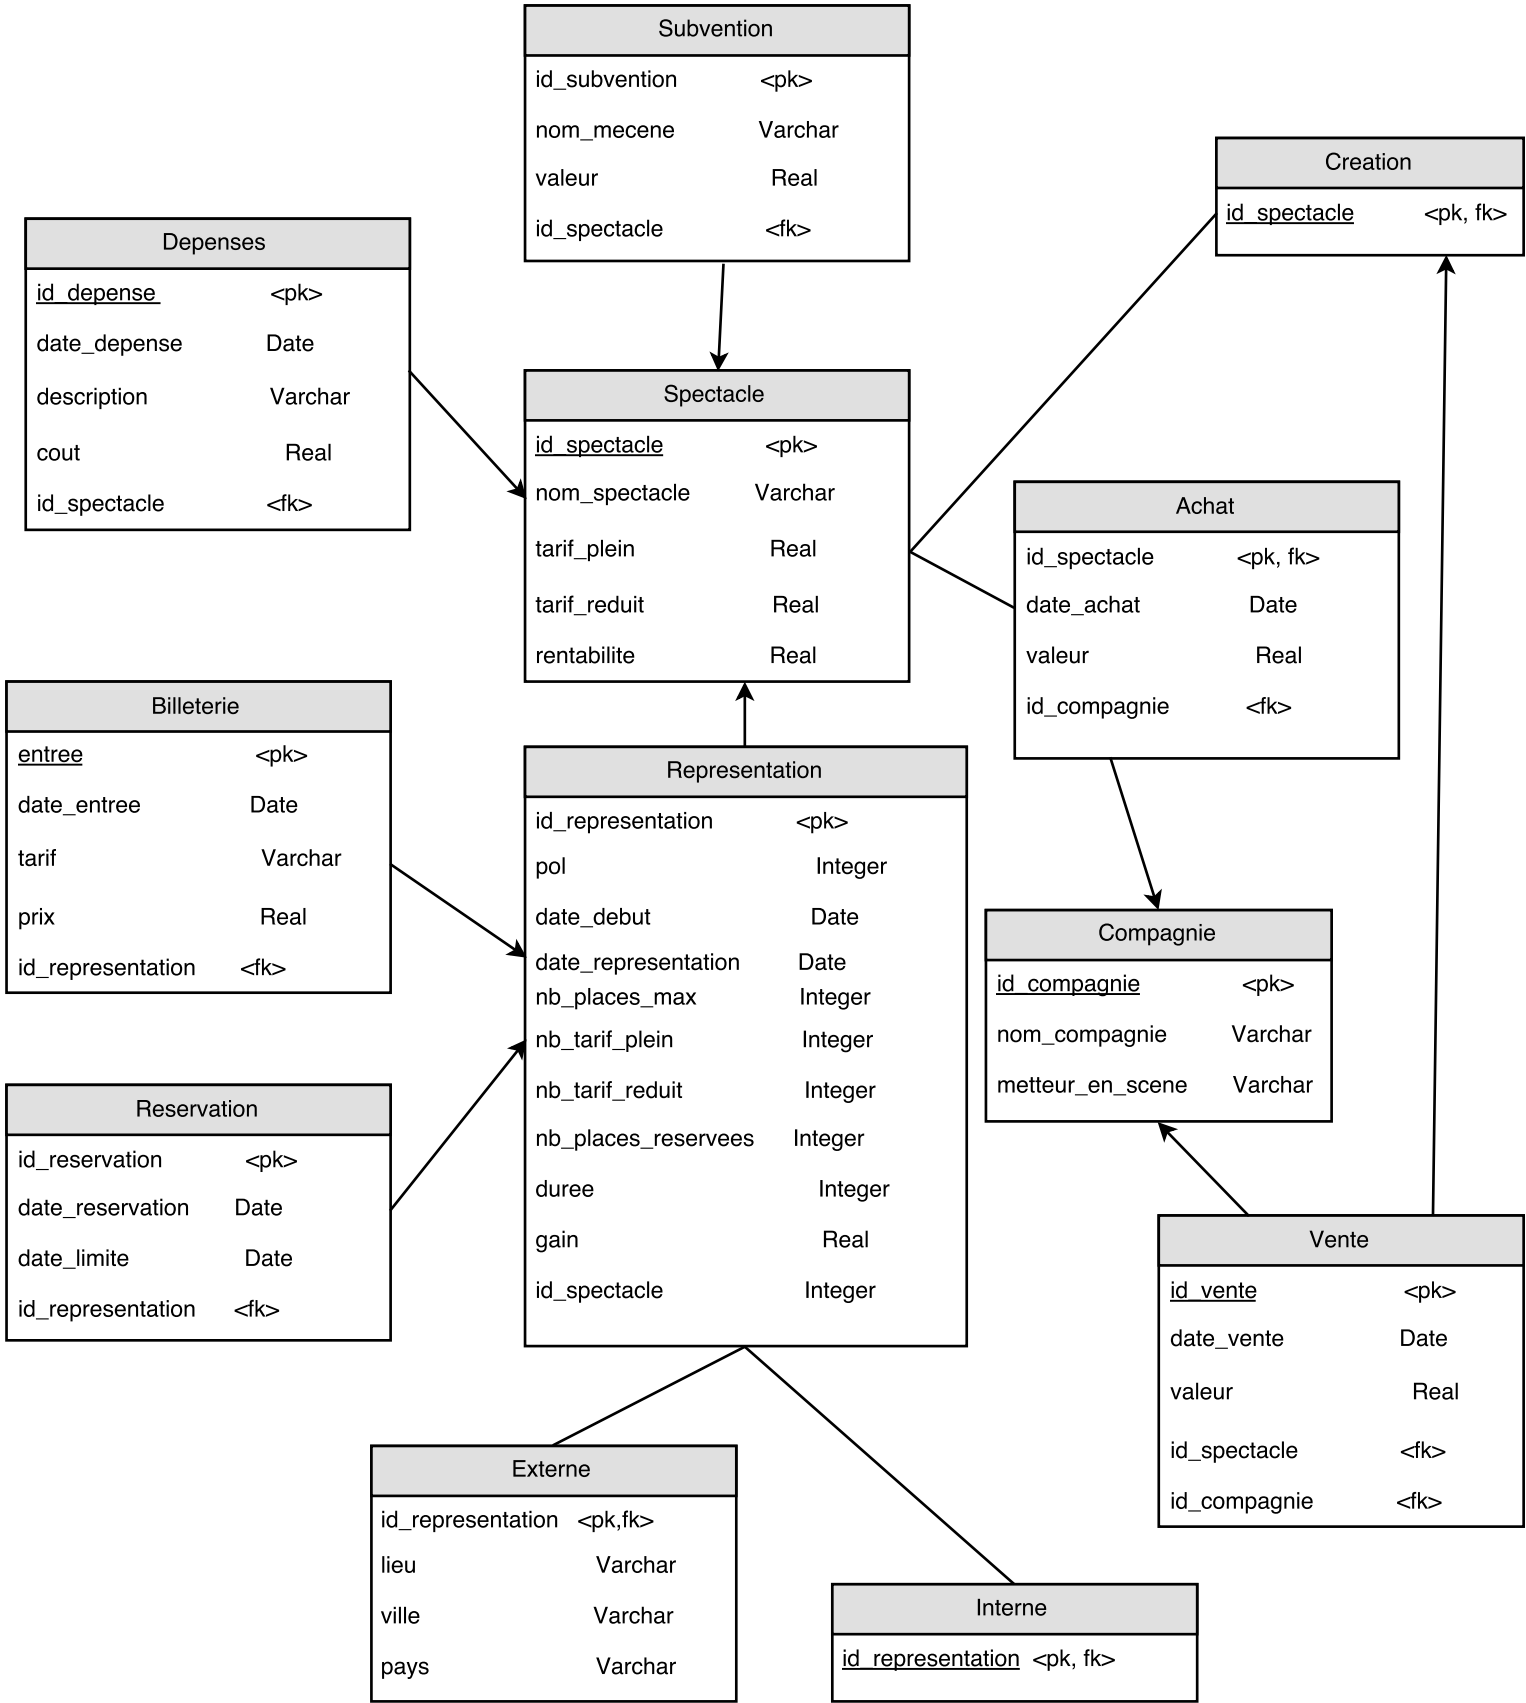 Subvention
id_subvention <pk>
nom_mecene Varchar
valeur Real
id_spectacle <fk>
Creation
id_spectacle <pk, fk>
Depenses
id_depense <pk>
date_depense Date
description Varchar
cout Real
id_spectacle <fk>
Spectacle
id_spectacle <pk>
nom_spectacle Varchar
tarif_plein Real
tarif_reduit Real
rentabilite Real
Achat
id_spectacle <pk, fk>
date_achat Date
valeur Real
id_compagnie <fk>
Billeterie
entree <pk>
date_entree Date
tarif Varchar
prix Real
id_representation <fk>
Representation
id_representation <pk>
pol Integer
date_debut Date
date_representation Date
nb_places_max Integer
nb_tarif_plein Integer
nb_tarif_reduit Integer
nb_places_reservees Integer
duree Integer
gain Real
id_spectacle Integer
Compagnie
id_compagnie <pk>
nom_compagnie Varchar
metteur_en_scene Varchar
Reservation
id_reservation <pk>
date_reservation Date
date_limite Date
id_representation <fk>
Vente
id_vente <pk>
date_vente Date
valeur Real
id_spectacle <fk>
id_compagnie <fk>
Externe
id_representation <pk,fk>
lieu Varchar
ville Varchar
pays Varchar
Interne
id_representation <pk, fk>